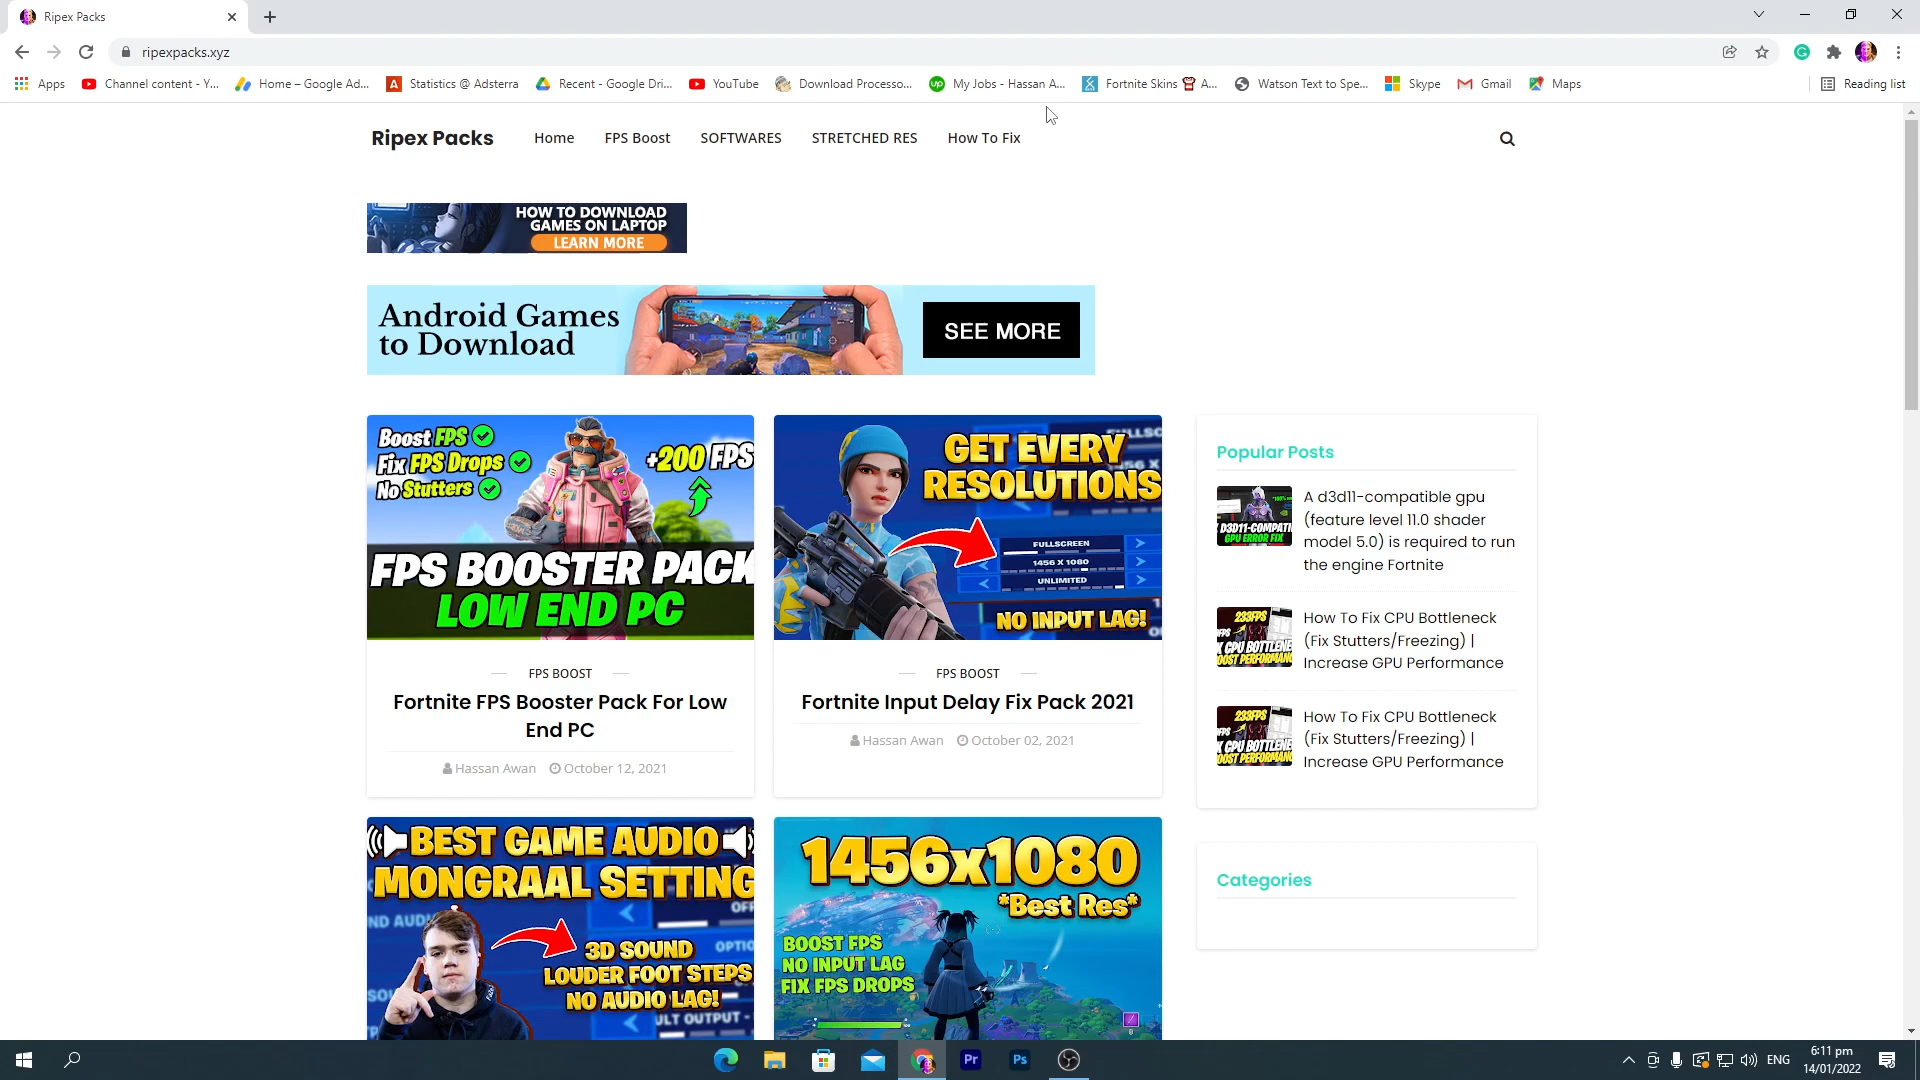 Ripex Packs
ripexpacks.xyz
Apps
Channel content - Y...
Home – Google Ad...
Statistics @ Adsterra
Recent - Google Dri...
YouTube
Download Processo...
My Jobs - Hassan A...
Fortnite Skins A...
Watson Text to Spe...
Skype
Gmail
Maps
Reading list
Ripex Packs
Home
FPS Boost
SOFTWARES
STRETCHED RES
How To Fix
HOW TO DOWNLOAD
GAMES ON LAPTOP
LEARN MORE
Android Games
to Download
SEE MORE
Boost FPS
Fix FPS Drops
No Stutters
+200 FPS
FPS BOOSTER PACK
LOW END PC
FPS BOOST
Fortnite FPS Booster Pack For Low
End PC
Hassan Awan
October 12, 2021
GET EVERY
RESOLUTIONS
FULLSCREEN
1456 X 1080
UNLIMITED
NO INPUT LAG!
FPS BOOST
Fortnite Input Delay Fix Pack 2021
Hassan Awan
October 02, 2021
BEST GAME AUDIO
MONGRAAL SETTING
3D SOUND
LOUDER FOOT STEPS
NO AUDIO LAG!
1456x1080
*Best Res*
BOOST FPS
NO INPUT LAG
FIX FPS DROPS
Popular Posts
D3D11-COMPATI
GPU ERROR FIX
A d3d11-compatible gpu
(feature level 11.0 shader
model 5.0) is required to run
the engine Fortnite
233FPS
How To Fix CPU Bottleneck
(Fix Stutters/Freezing) |
Increase GPU Performance
233FPS
How To Fix CPU Bottleneck
(Fix Stutters/Freezing) |
Increase GPU Performance
Categories
Pr
Ps
ENG
6:11 pm
14/01/2022